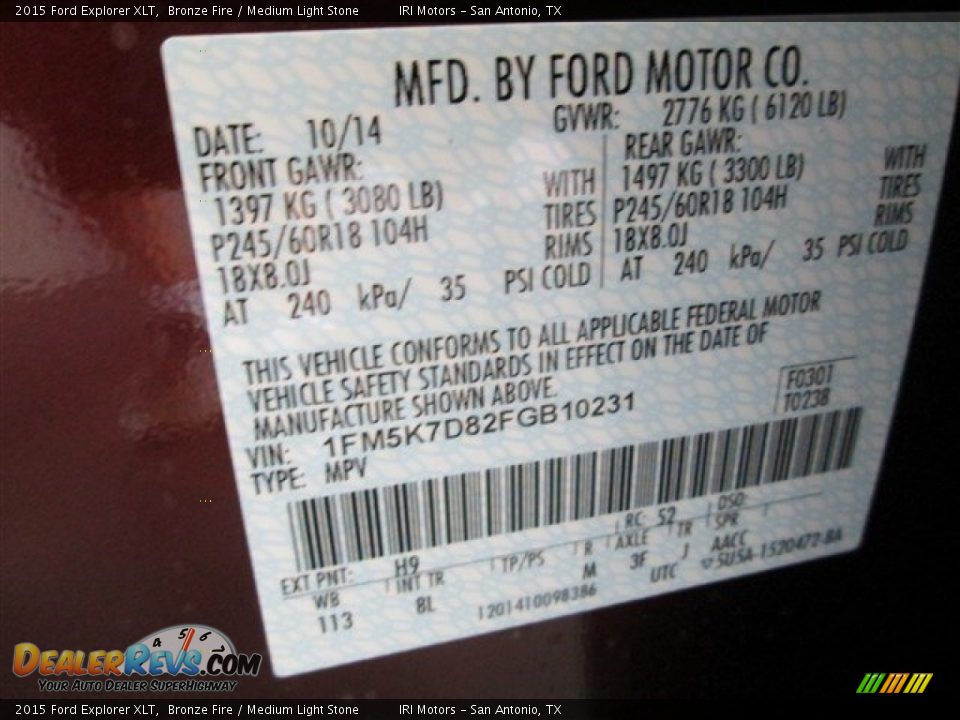 2015 Ford Explorer XLT,  Bronze Fire / Medium Light Stone          IRI Motors – San Antonio, TX
MFD. BY FORD MOTOR CO.
DATE: 10/14 GVWR: 2776 KG ( 6120 LB)
FRONT GAWR: REAR GAWR:
1397 KG ( 3080 LB) WITH 1497 KG ( 3300 LB) WITH
P245/60R18 104H TIRES P245/60R18 104H TIRES
18X8.0J RIMS 18X8.0J RIMS
AT 240 kPa/ 35 PSI COLD AT 240 kPa/ 35 PSI COLD
THIS VEHICLE CONFORMS TO ALL APPLICABLE FEDERAL MOTOR
VEHICLE SAFETY STANDARDS IN EFFECT ON THE DATE OF
MANUFACTURE SHOWN ABOVE.
F0301
T0238
VIN: 1FM5K7D82FGB10231
TYPE: MPV
EXT PNT: H9 RC: 52 DSO:
WB INT TR TP/PS R AXLE TR SPR
113 8L M 3F J AACC
UTC
1201410098386
DEALERREVS.COM
YOUR AUTO DEALER SUPERHIGHWAY
2015 Ford Explorer XLT,  Bronze Fire / Medium Light Stone          IRI Motors – San Antonio, TX